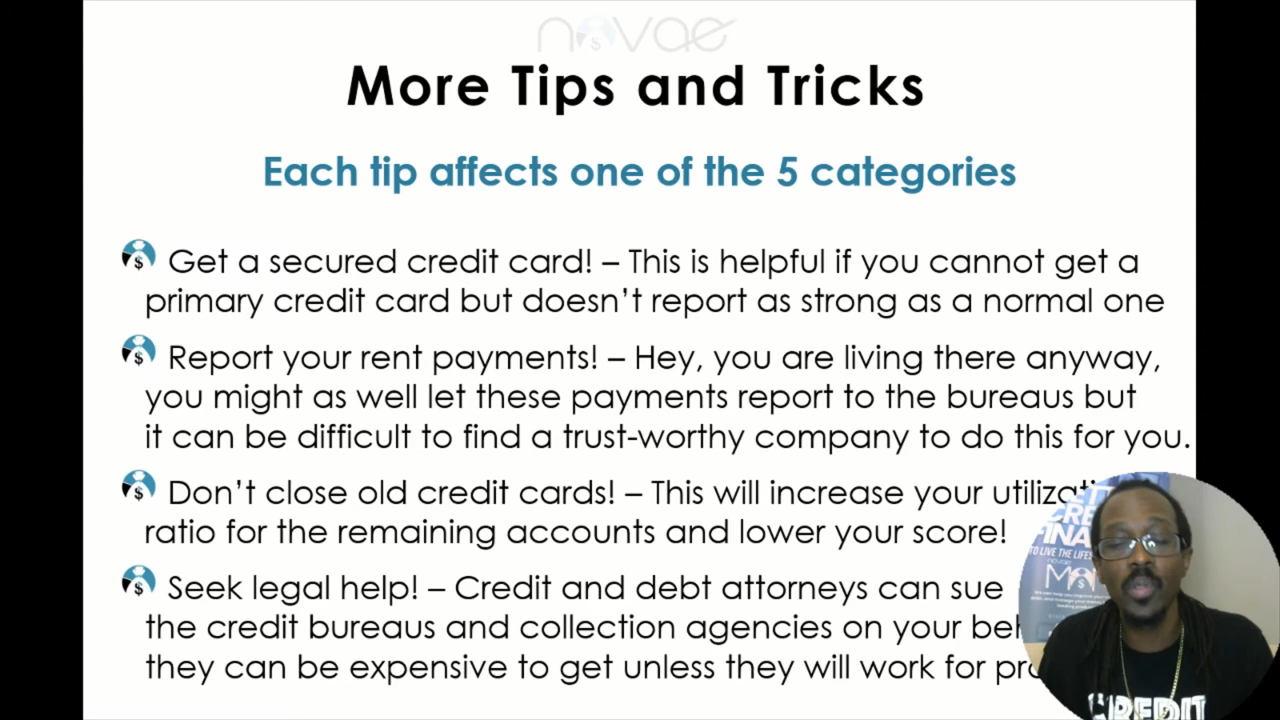 novae
More Tips and Tricks
Each tip affects one of the 5 categories
Get a secured credit card! – This is helpful if you cannot get a
primary credit card but doesn't report as strong as a normal one
Report your rent payments! – Hey, you are living there anyway,
you might as well let these payments report to the bureaus but
it can be difficult to find a trust-worthy company to do this for you.
Don't close old credit cards! – This will increase your
ratio for the remaining accounts and lower your score!
Seek legal help! – Credit and debt attorneys can sue
the credit bureaus and collection agencies on your
they can be expensive to get unless they will work for
TO LIVE THE
novae
CREDIT